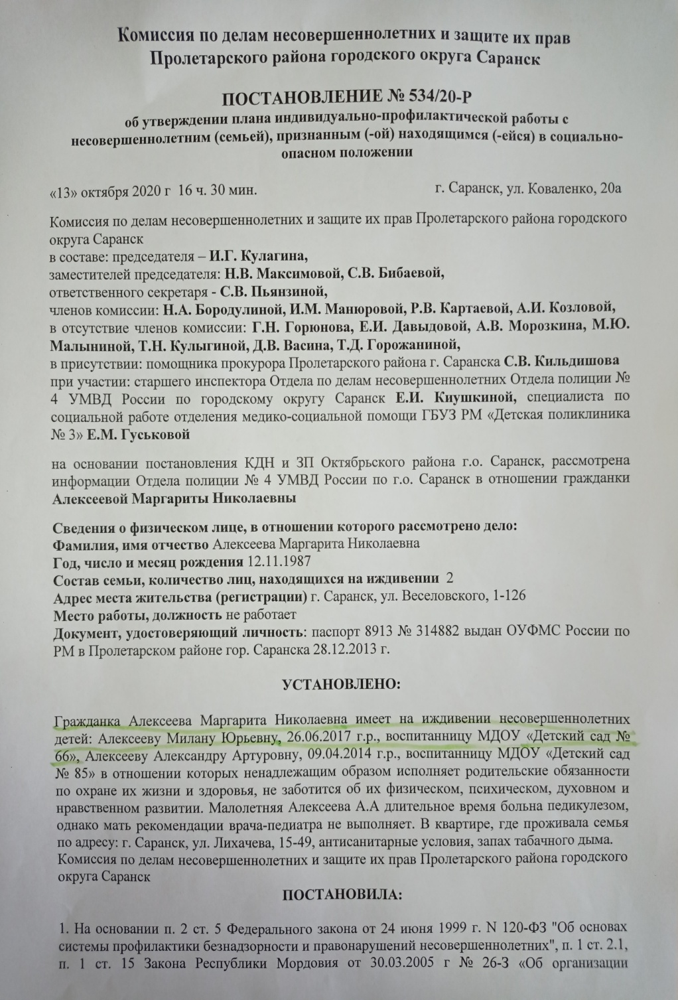 Комиссия по делам несовершеннолетних и защите их прав
Пролетарского района городского округа Саранск
ПОСТАНОВЛЕНИЕ № 534/20-Р
об утверждении плана индивидуально-профилактической работы с
несовершеннолетним (семьей), признанным (-ой) находящимся (-ейся) в социально-
опасном положении
«13» октября 2020 г 16 ч. 30 мин. г. Саранск, ул. Коваленко, 20а
Комиссия по делам несовершеннолетних и защите их прав Пролетарского района городского
округа Саранск
в составе: председателя – И.Г. Кулагина,
заместителей председателя: Н.В. Максимовой, С.В. Бибаевой,
ответственного секретаря - С.В. Пьянзиной,
членов комиссии: Н.А. Бородулиной, И.М. Манюровой, Р.В. Картаевой, А.И. Козловой,
в отсутствие членов комиссии: Г.Н. Горюнова, Е.И. Давыдовой, А.В. Морозкина, М.Ю.
Малыниной, Т.Н. Кулыгиной, Д.В. Васина, Т.Д. Горожаниной,
в присутствии: помощника прокурора Пролетарского района г. Саранска С.В. Кильдишова
при участии: старшего инспектора Отдела по делам несовершеннолетних Отдела полиции №
4 УМВД России по городскому округу Саранск Е.И. Киушкиной, специалиста по
социальной работе отделения медико-социальной помощи ГБУЗ РМ «Детская поликлиника
№ 3» Е.М. Гуськовой
на основании постановления КДН и ЗП Октябрьского района г.о. Саранск, рассмотрена
информации Отдела полиции № 4 УМВД России по г.о. Саранск в отношении гражданки
Алексеевой Маргариты Николаевны
Сведения о физическом лице, в отношении которого рассмотрено дело:
Фамилия, имя отчество Алексеева Маргарита Николаевна
Год, число и месяц рождения 12.11.1987
Состав семьи, количество лиц, находящихся на иждивении 2
Адрес места жительства (регистрации) г. Саранск, ул. Веселовского, 1-126
Место работы, должность не работает
Документ, удостоверяющий личность: паспорт 8913 № 314882 выдан ОУФМС России по
РМ в Пролетарском районе гор. Саранска 28.12.2013 г.
УСТАНОВЛЕНО:
Гражданка Алексеева Маргарита Николаевна имеет на иждивении несовершеннолетних
детей: Алексееву Милану Юрьевну, 26.06.2017 г.р., воспитанницу МДОУ «Детский сад №
66», Алексееву Александру Артуровну, 09.04.2014 г.р., воспитанницу МДОУ «Детский сад
№ 85» в отношении которых ненадлежащим образом исполняет родительские обязанности
по охране их жизни и здоровья, не заботится об их физическом, психическом, духовном и
нравственном развитии. Малолетняя Алексеева А.А длительное время больна педикулезом,
однако мать рекомендации врача-педиатра не выполняет. В квартире, где проживала семья
по адресу: г. Саранск, ул. Лихачева, 15-49, антисанитарные условия, запах табачного дыма.
Комиссия по делам несовершеннолетних и защите их прав Пролетарского района городского
округа Саранск
ПОСТАНОВИЛА:
1. На основании п. 2 ст. 5 Федерального закона от 24 июня 1999 г. N 120-ФЗ "Об основах
системы профилактики безнадзорности и правонарушений несовершеннолетних", п. 1 ст. 2.1,
п. 1 ст. 15 Закона Республики Мордовия от 30.03.2005 г № 26-З «Об организации